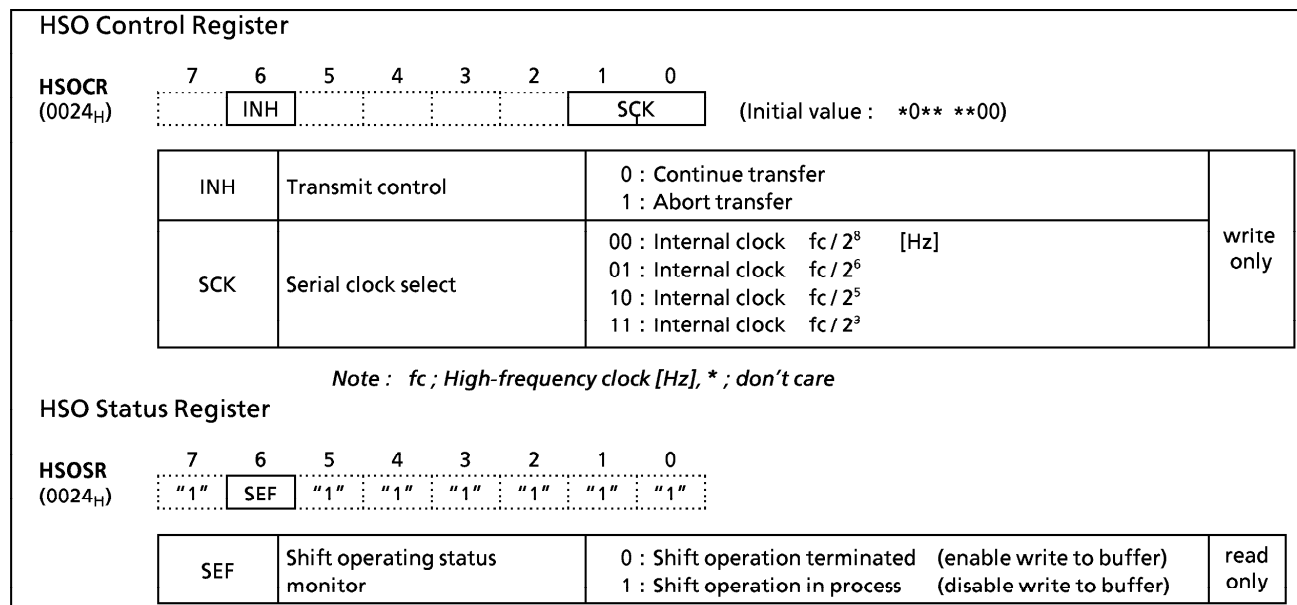 HSO Control Register
7 6 5 4 3 2 1 0
HSOCR
(0024H)
INH SCK (Initial value : *0** **00)
INH Transmit control 0 : Continue transfer
1 : Abort transfer
write only
SCK Serial clock select 00 : Internal clock fc / 2⁸ [Hz]
01 : Internal clock fc / 2⁶
10 : Internal clock fc / 2⁵
11 : Internal clock fc / 2³
Note : fc ; High-frequency clock [Hz], * ; don't care
HSO Status Register
7 6 5 4 3 2 1 0
HSOSR
(0024H)
"1" SEF "1" "1" "1" "1" "1" "1"
SEF Shift operating status monitor 0 : Shift operation terminated (enable write to buffer)
1 : Shift operation in process (disable write to buffer)
read only